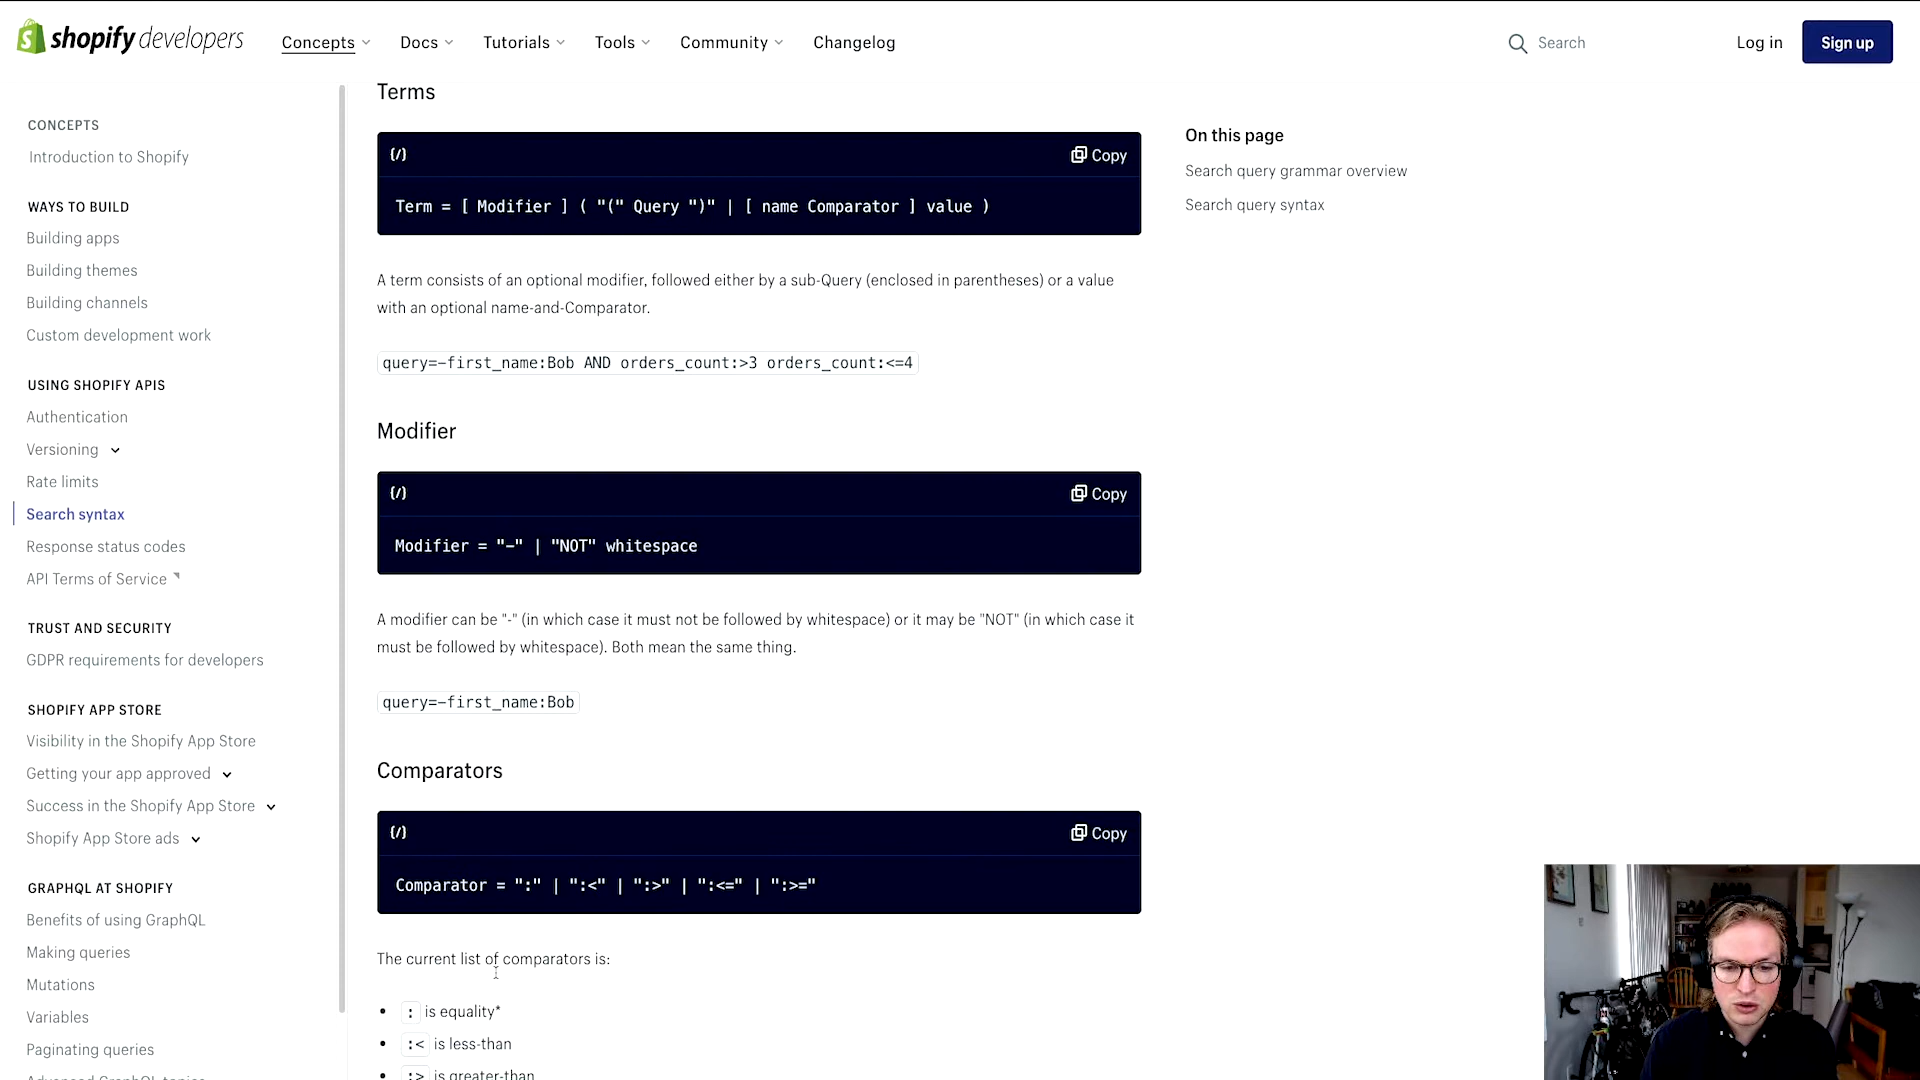 shopify developers
Concepts
Docs
Tutorials
Tools
Community
Changelog
Search
Log in
Sign up
CONCEPTS
Introduction to Shopify
WAYS TO BUILD
Building apps
Building themes
Building channels
Custom development work
USING SHOPIFY APIS
Authentication
Versioning
Rate limits
Search syntax
Response status codes
API Terms of Service
TRUST AND SECURITY
GDPR requirements for developers
SHOPIFY APP STORE
Visibility in the Shopify App Store
Getting your app approved
Success in the Shopify App Store
Shopify App Store ads
GRAPHQL AT SHOPIFY
Benefits of using GraphQL
Making queries
Mutations
Variables
Paginating queries
Advanced GraphQL topics
Terms
{/}
Copy
Term = [ Modifier ] ( "(" Query ")" | [ name Comparator ] value )
A term consists of an optional modifier, followed either by a sub-Query (enclosed in parentheses) or a value
with an optional name-and-Comparator.
query=-first_name:Bob AND orders_count:>3 orders_count:<=4
Modifier
{/}
Copy
Modifier = "-" | "NOT" whitespace
A modifier can be "-" (in which case it must not be followed by whitespace) or it may be "NOT" (in which case it
must be followed by whitespace). Both mean the same thing.
query=-first_name:Bob
Comparators
{/}
Copy
Comparator = ":" | ":<" | ":>" | ":<=" | ":>="
The current list of comparators is:
• : is equality*
• :< is less-than
• :> is greater-than
On this page
Search query grammar overview
Search query syntax